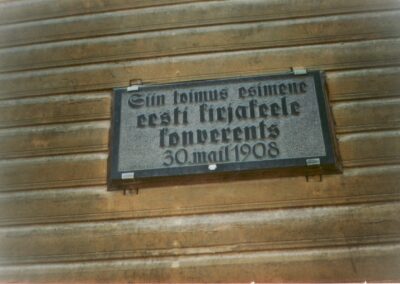 Siin toimus esimene
eesti kirjakeele
konverents
30. mail 1908